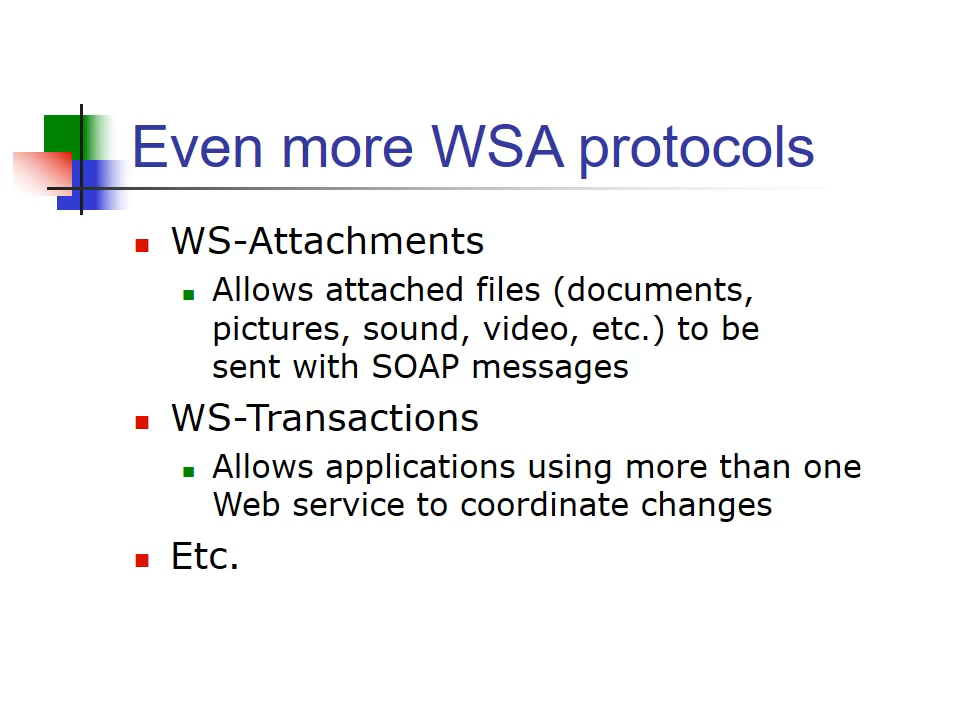 Even more WSA protocols
WS-Attachments
Allows attached files (documents,
pictures, sound, video, etc.) to be
sent with SOAP messages
WS-Transactions
Allows applications using more than one
Web service to coordinate changes
Etc.